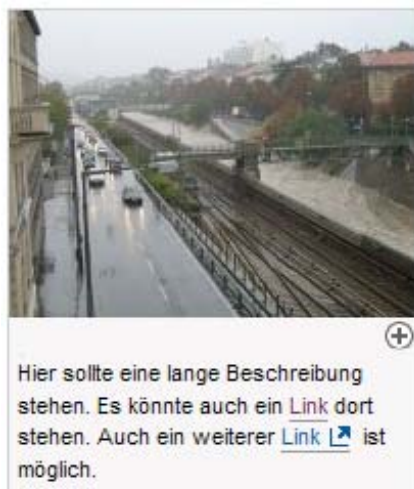 Hier sollte eine lange Beschreibung
stehen. Es könnte auch ein Link dort
stehen. Auch ein weiterer Link ist
möglich.